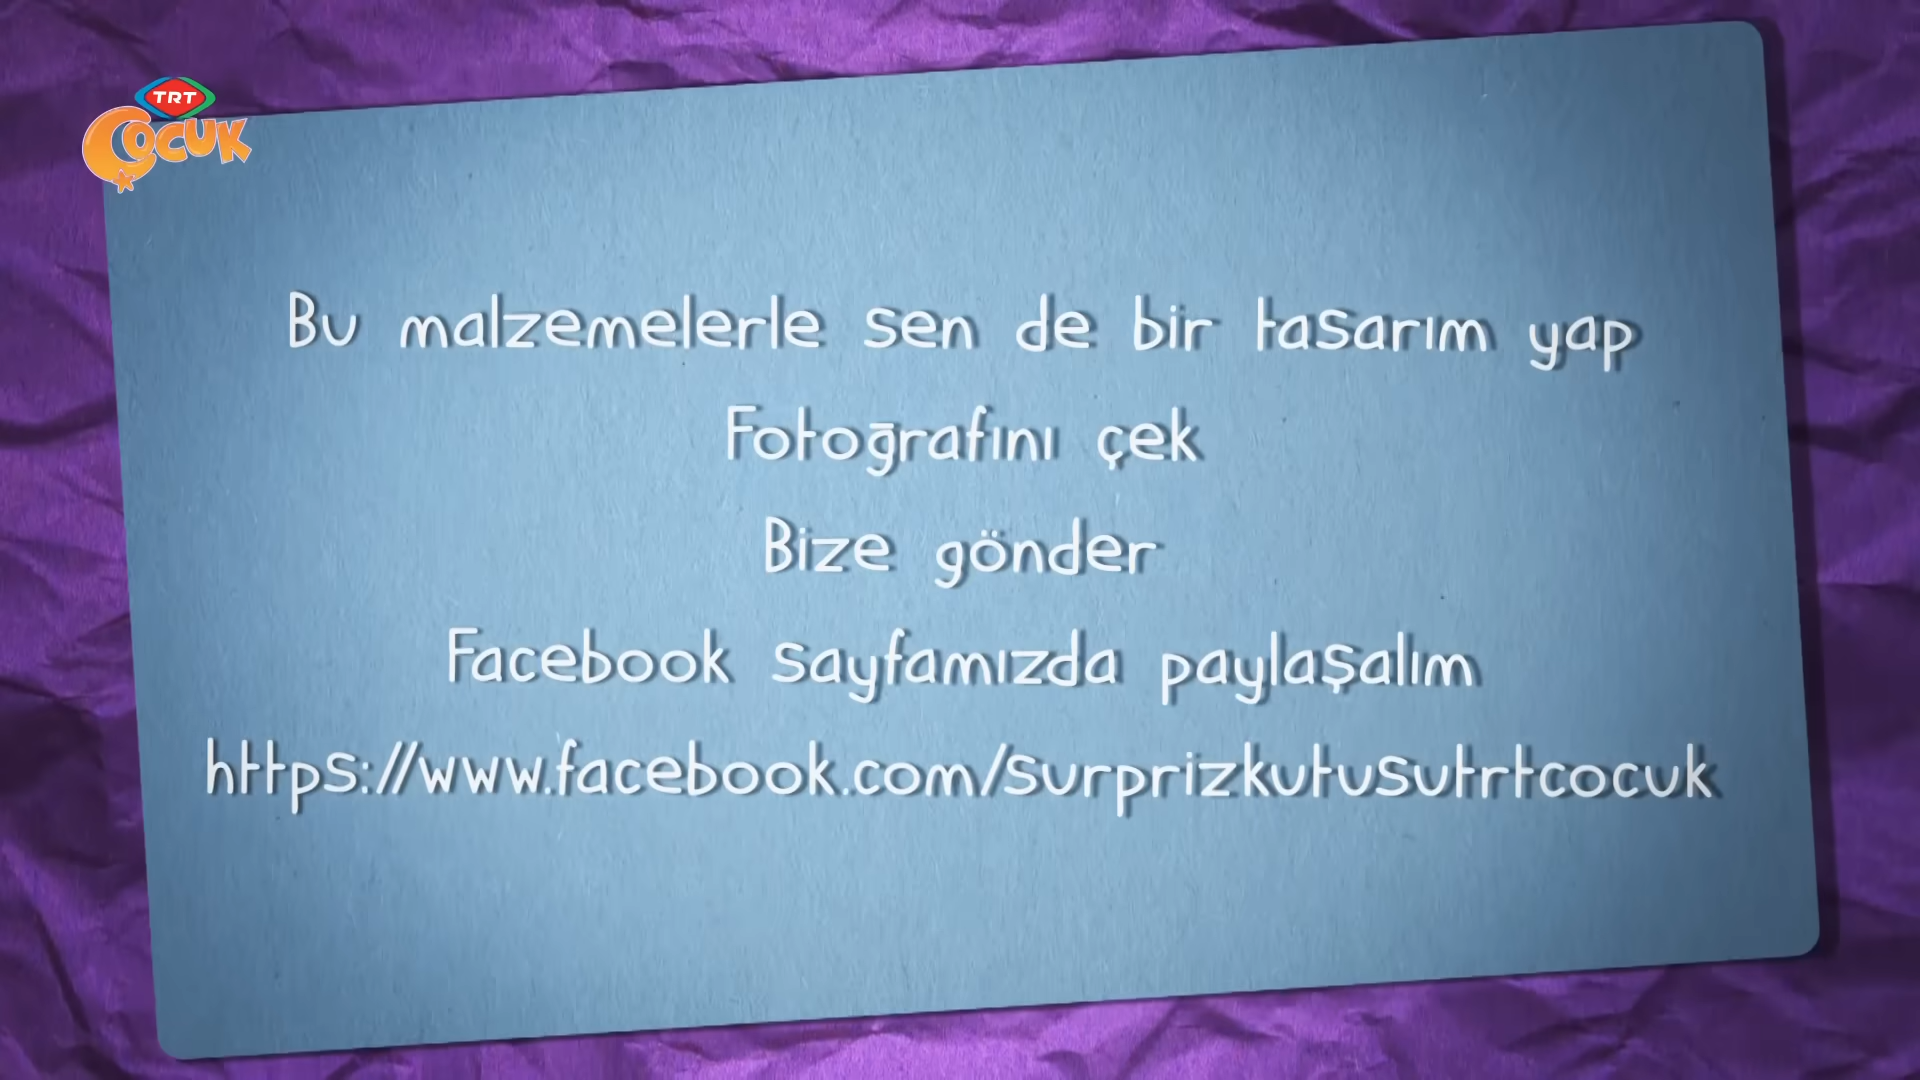 TRT
Çocuk
Bu malzemelerle sen de bir tasarım yap
Fotoğrafını çek
Bize gönder
Facebook sayfamızda paylaşalım
https://www.facebook.com/surprizkutusutrtcocuk